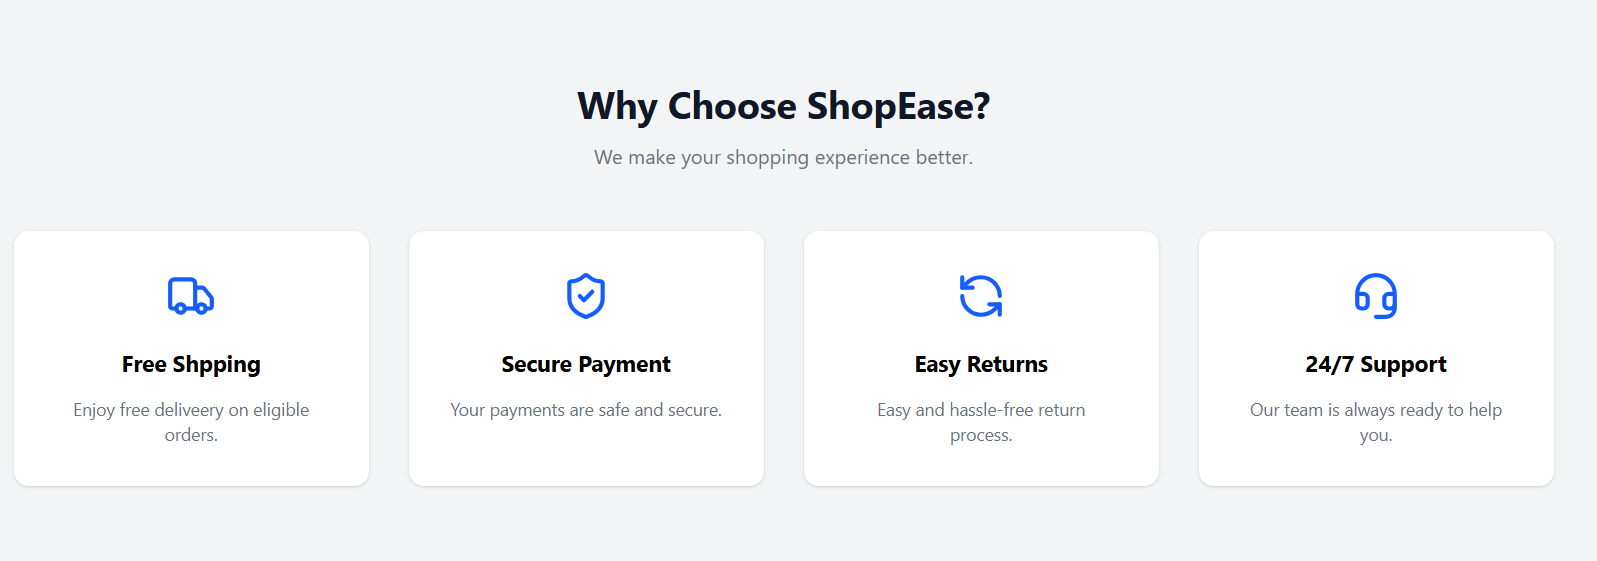 Why Choose ShopEase?
We make your shopping experience better.
Free Shpping
Enjoy free deliveery on eligible
orders.
Secure Payment
Your payments are safe and secure.
Easy Returns
Easy and hassle-free return
process.
24/7 Support
Our team is always ready to help
you.